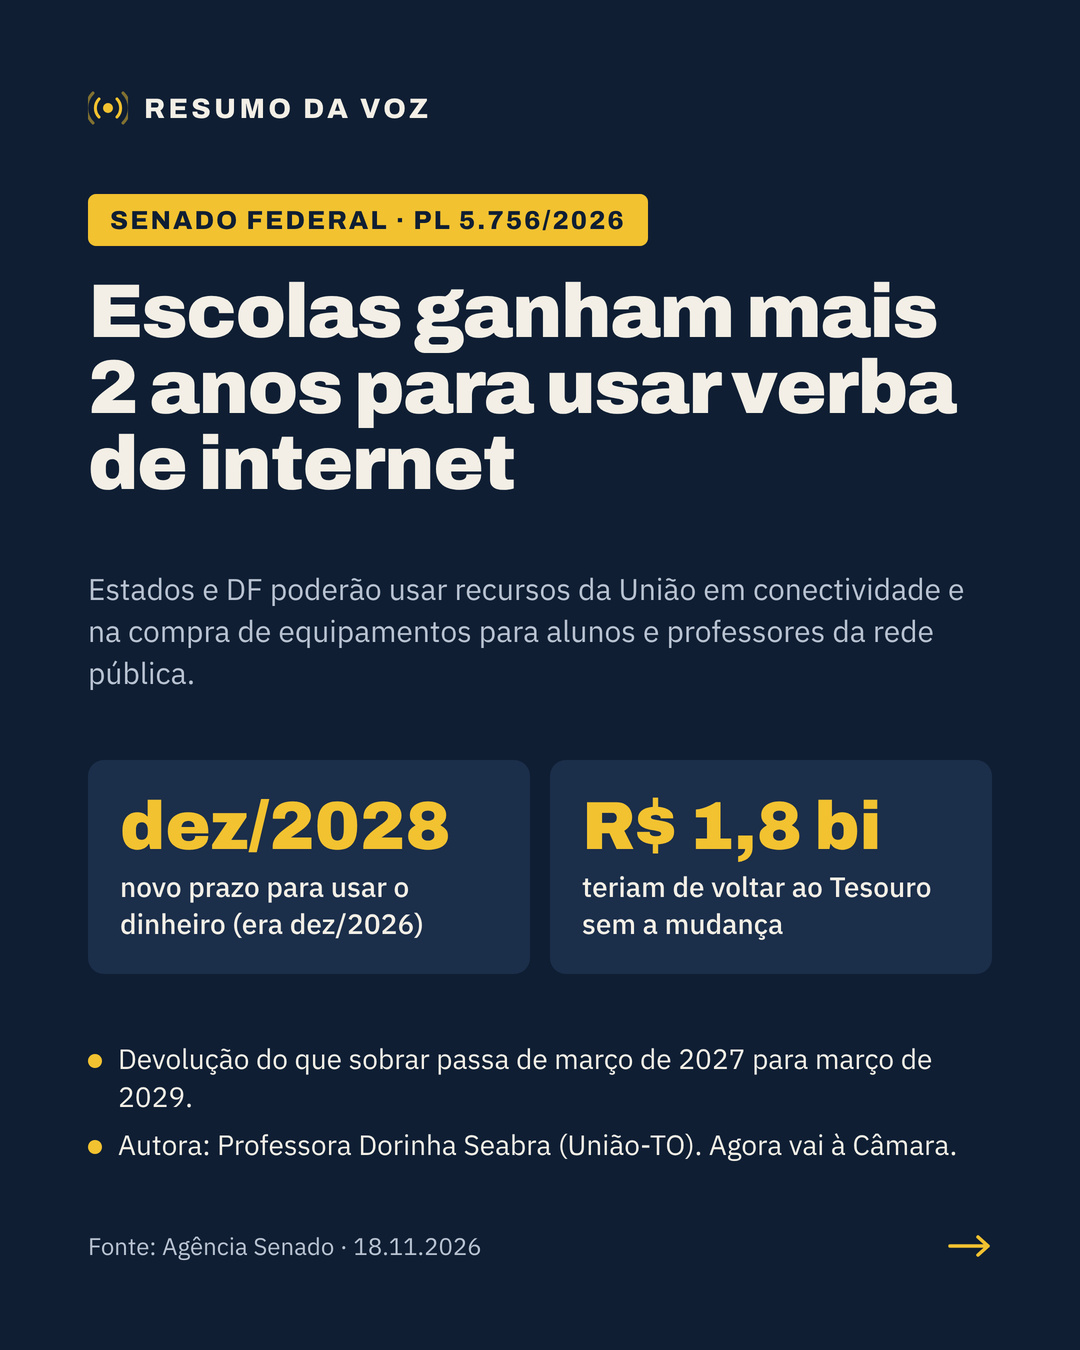 RESUMO DA VOZ
SENADO FEDERAL · PL 5.756/2026
Escolas ganham mais
2 anos para usar verba
de internet
Estados e DF poderão usar recursos da União em conectividade e
na compra de equipamentos para alunos e professores da rede
pública.
dez/2028
novo prazo para usar o
dinheiro (era dez/2026)
R$ 1,8 bi
teriam de voltar ao Tesouro
sem a mudança
Devolução do que sobrar passa de março de 2027 para março de
2029.
Autora: Professora Dorinha Seabra (União-TO). Agora vai à Câmara.
Fonte: Agência Senado · 18.11.2026